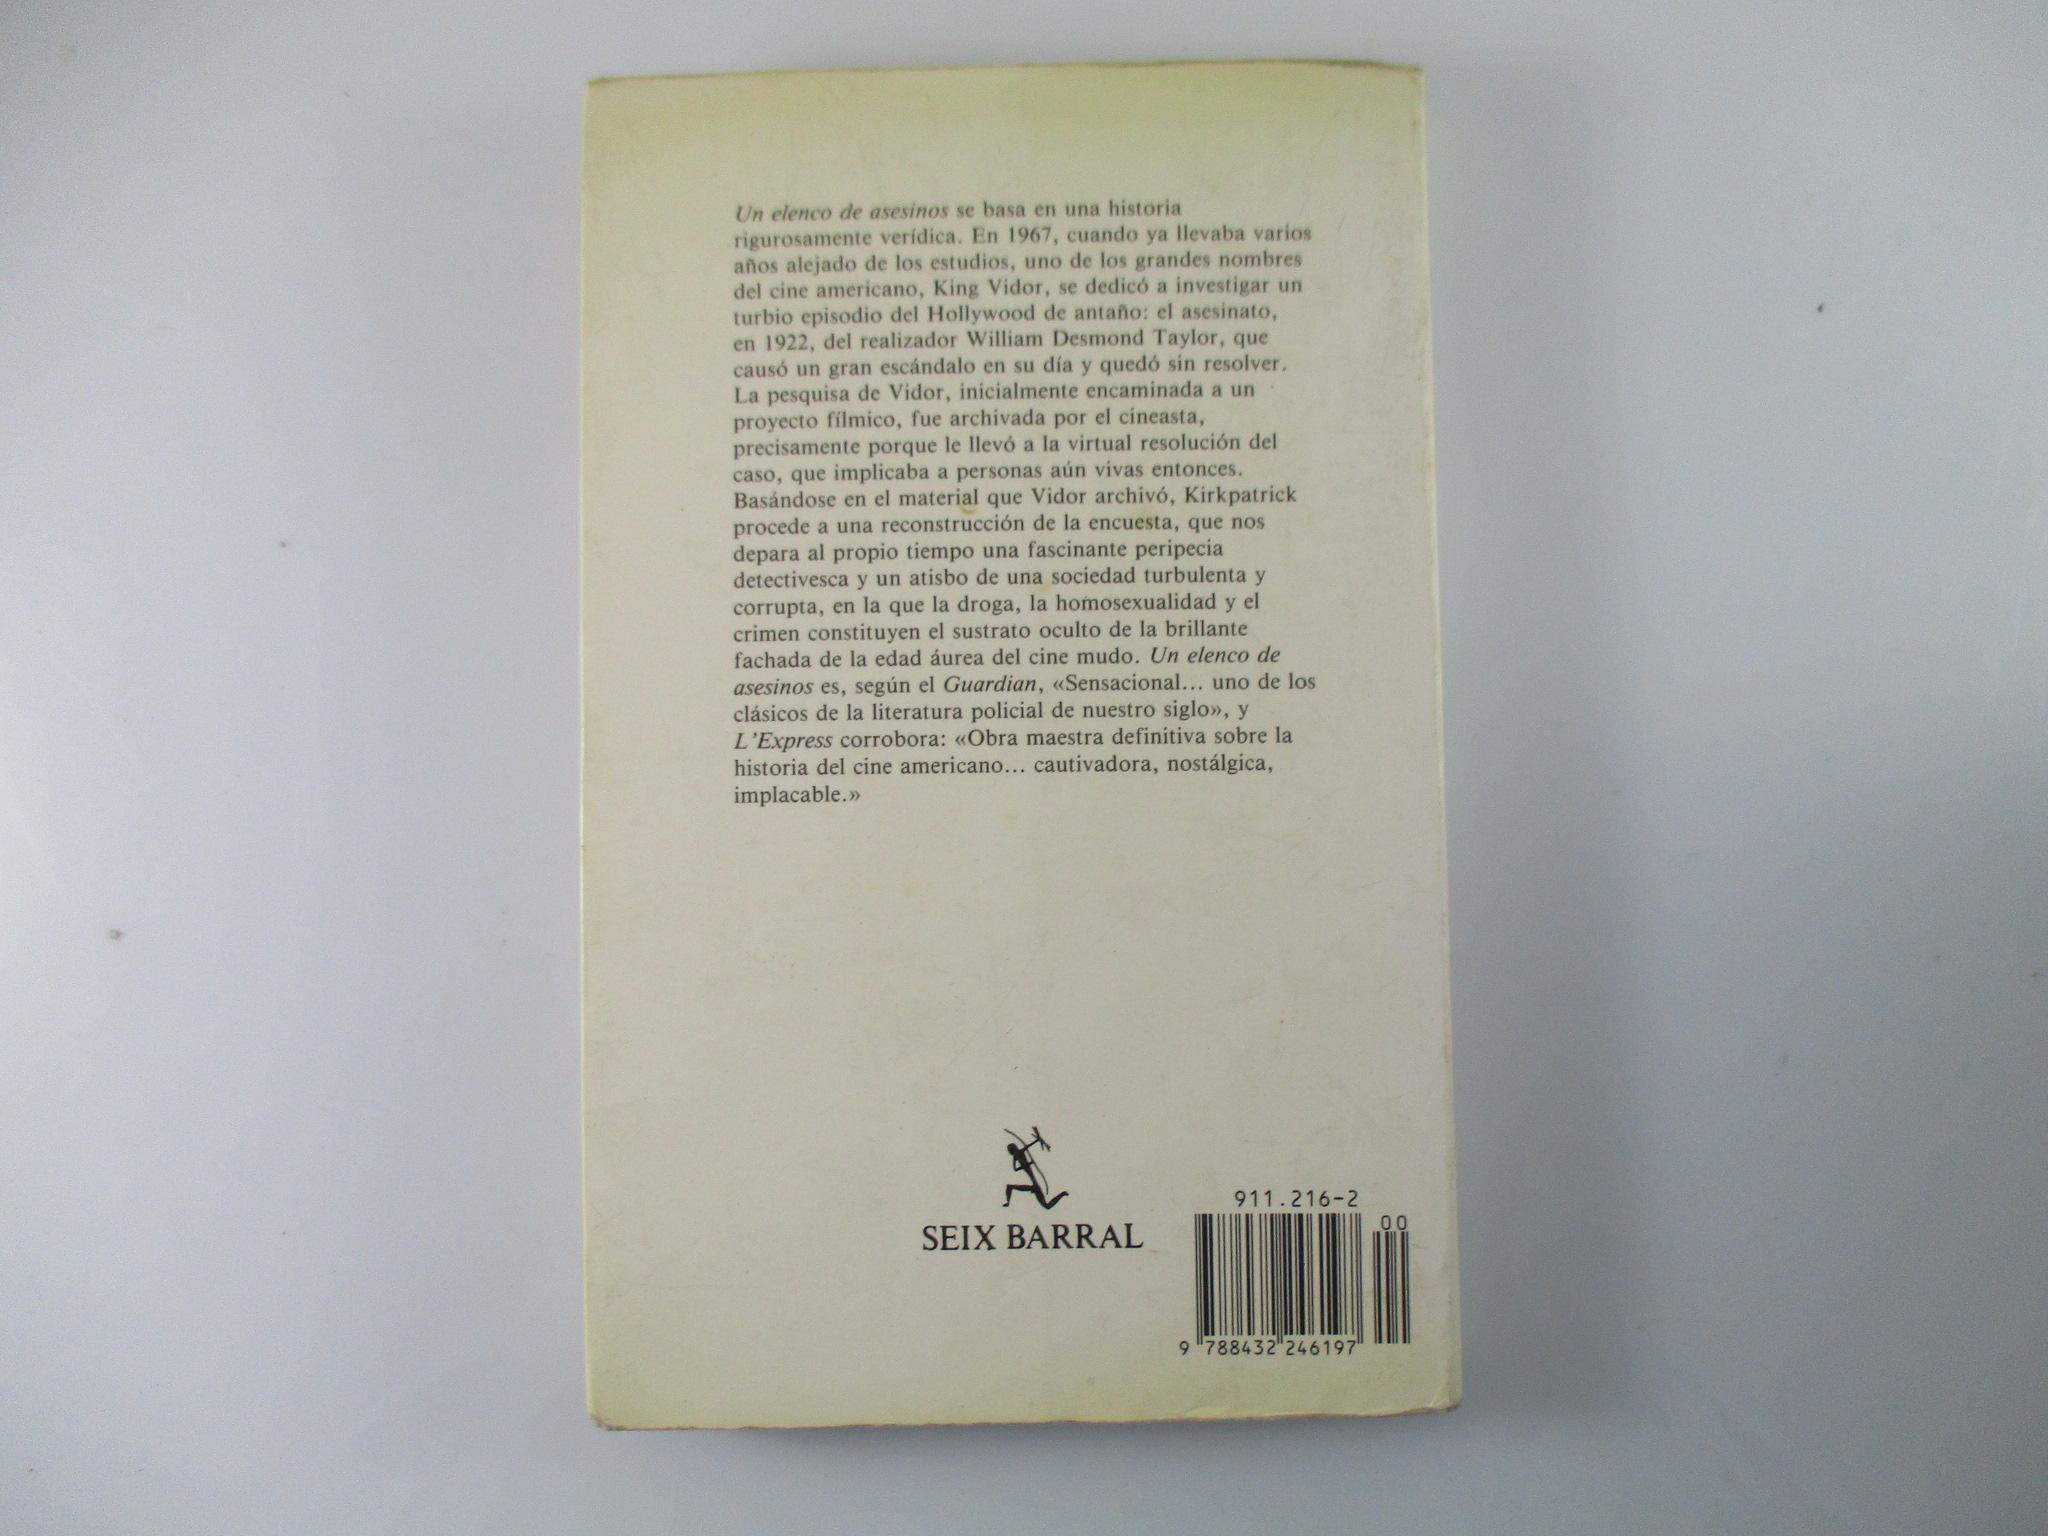 Un elenco de asesinos se basa en una historia
rigurosamente verídica. En 1967, cuando ya llevaba varios
años alejado de los estudios, uno de los grandes nombres
del cine americano, King Vidor, se dedicó a investigar un
turbio episodio del Hollywood de antaño: el asesinato,
en 1922, del realizador William Desmond Taylor, que
causó un gran escándalo en su día y quedó sin resolver.
La pesquisa de Vidor, inicialmente encaminada a un
proyecto fílmico, fue archivada por el cineasta,
precisamente porque le llevó a la virtual resolución del
caso, que implicaba a personas aún vivas entonces.
Basándose en el material que Vidor archivó, Kirkpatrick
procede a una reconstrucción de la encuesta, que nos
depara al propio tiempo una fascinante peripecia
detectivesca y un atisbo de una sociedad turbulenta y
corrupta, en la que la droga, la homosexualidad y el
crimen constituyen el sustrato oculto de la brillante
fachada de la edad áurea del cine mudo. Un elenco de
asesinos es, según el Guardian, «Sensacional... uno de los
clásicos de la literatura policial de nuestro siglo», y
L'Express corrobora: «Obra maestra definitiva sobre la
historia del cine americano... cautivadora, nostálgica,
implacable.»
SEIX BARRAL
911.216-2
00
9 788432 246197